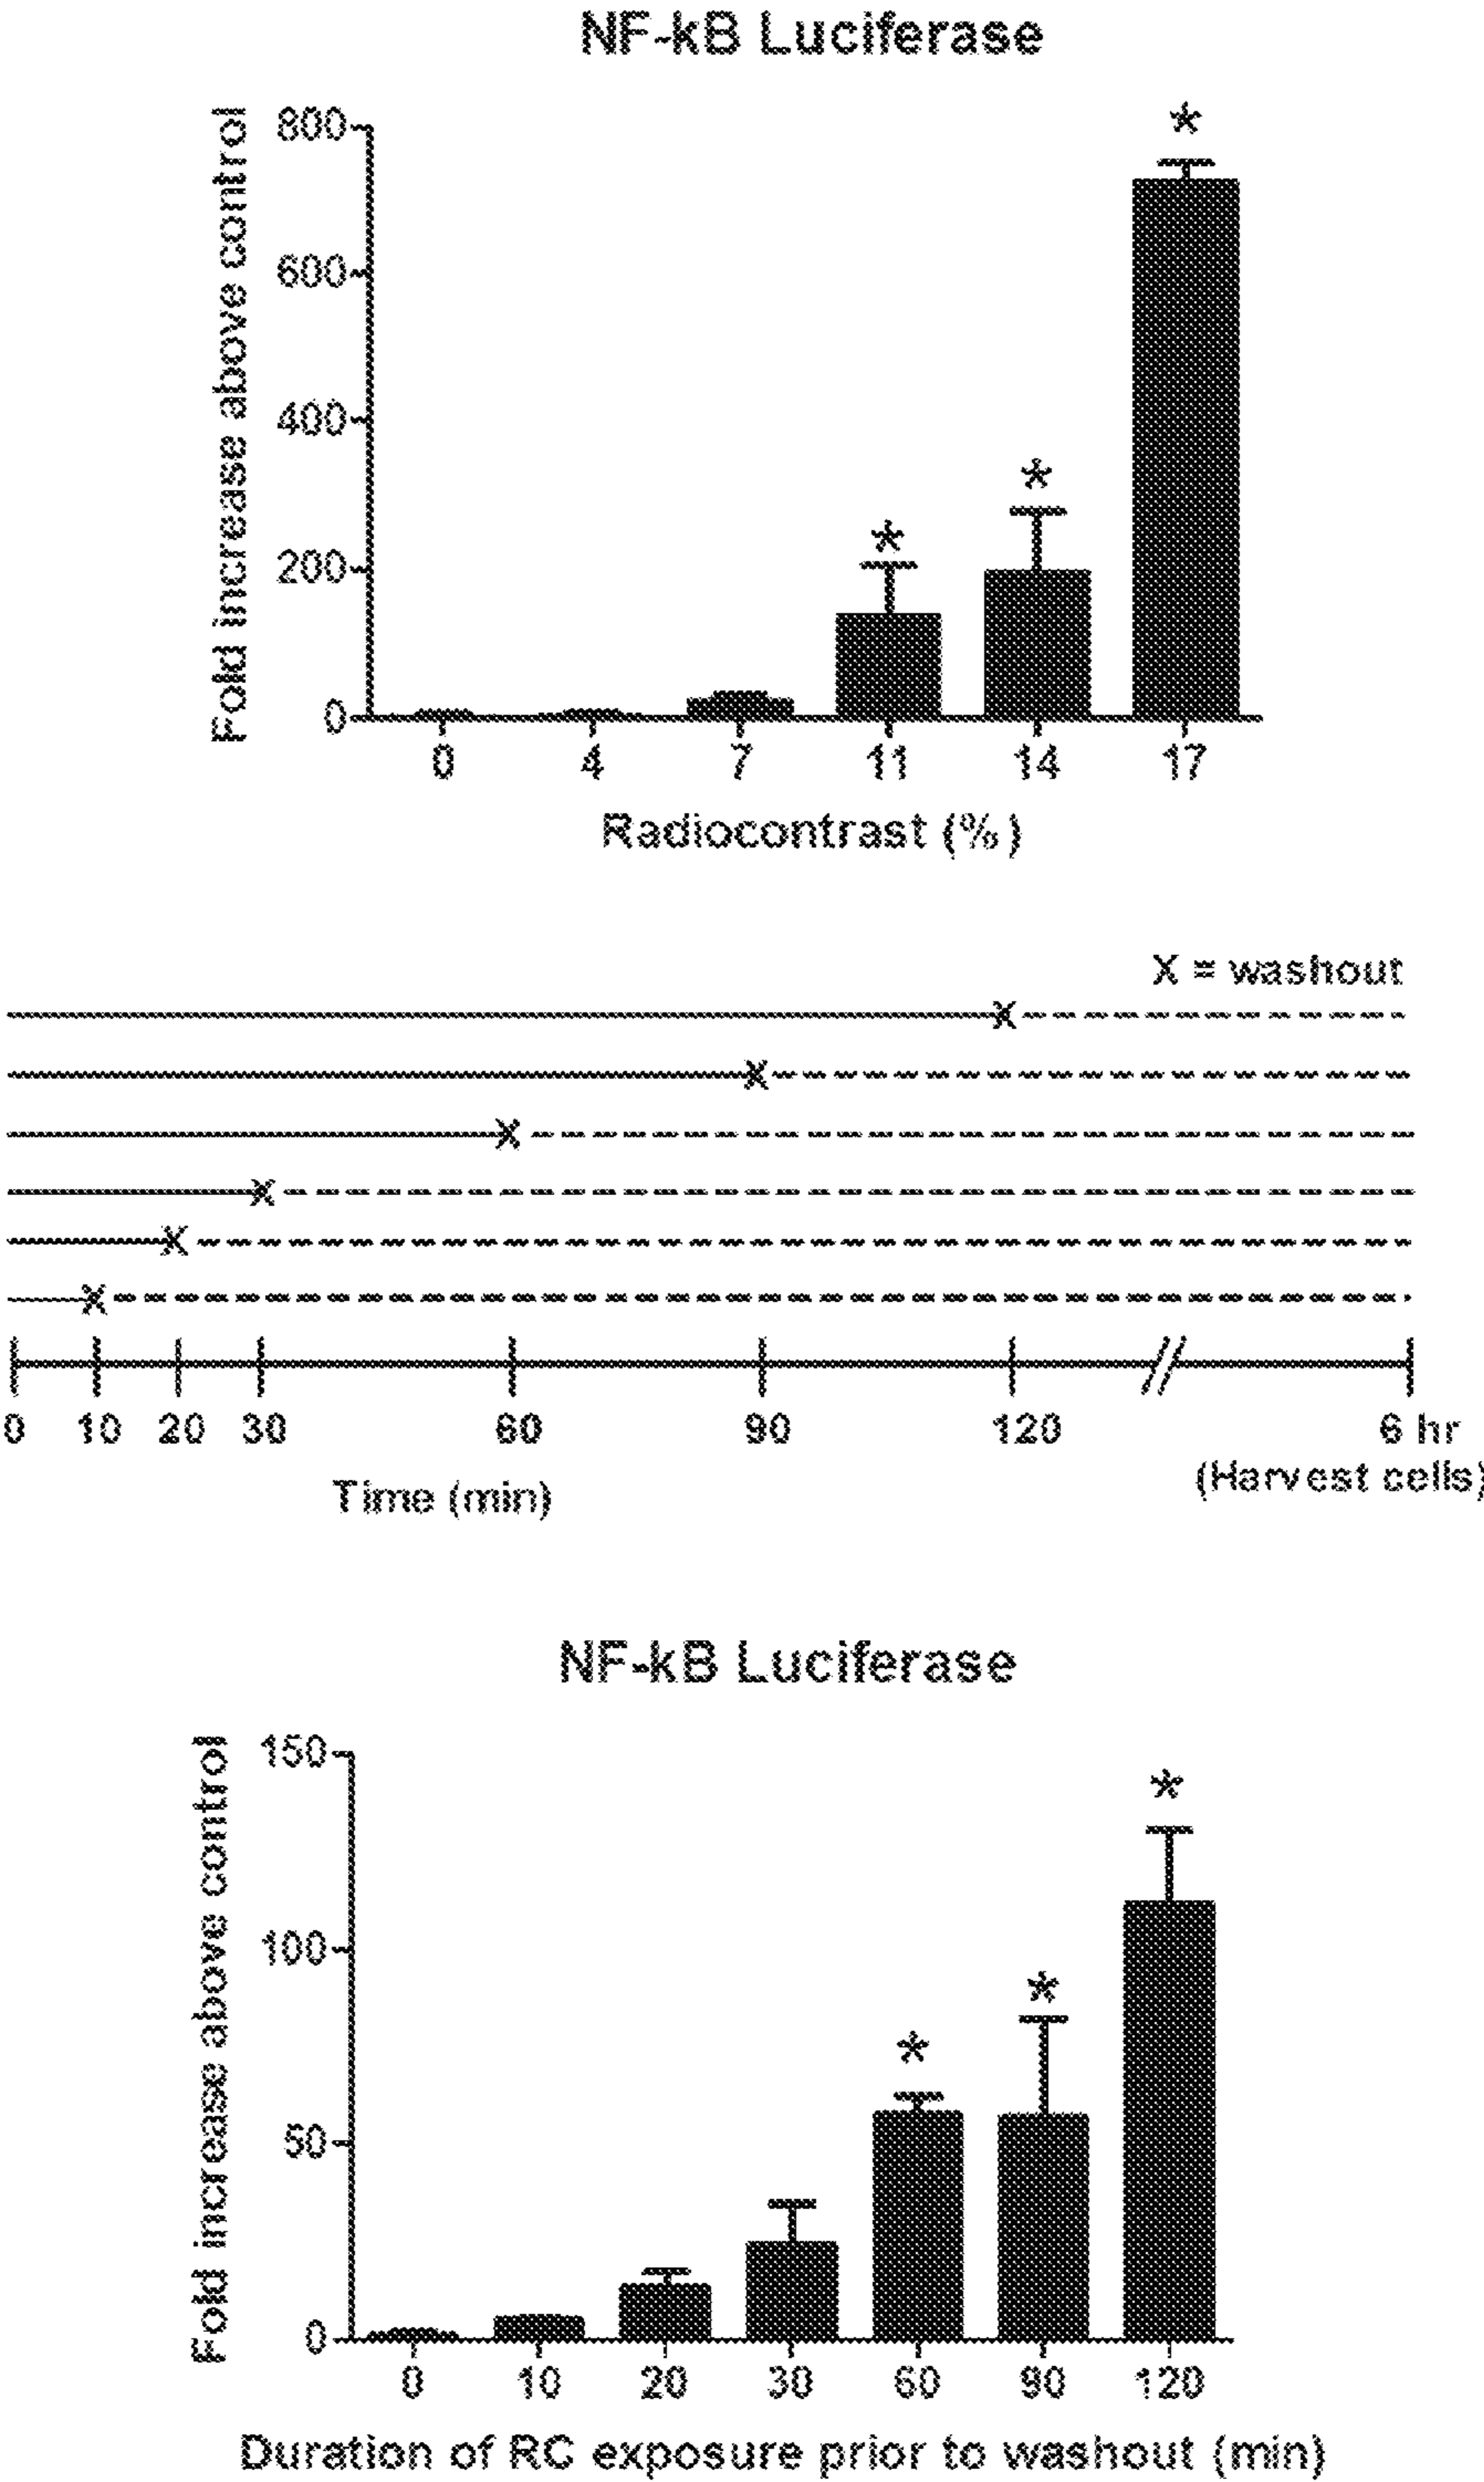 NF-kB Luciferase
Fold increase above control
800
600
400
200
0
*
*
*
0 4 7 11 14 17
Radiocontrast (%)
X = washout
X
X
X
X
X
X
0 10 20 30 60 90 120 6 hr
(Harvest cells)
Time (min)
NF-kB Luciferase
Fold increase above control
150
100
50
0
*
*
*
0 10 20 30 60 90 120
Duration of RC exposure prior to washout (min)